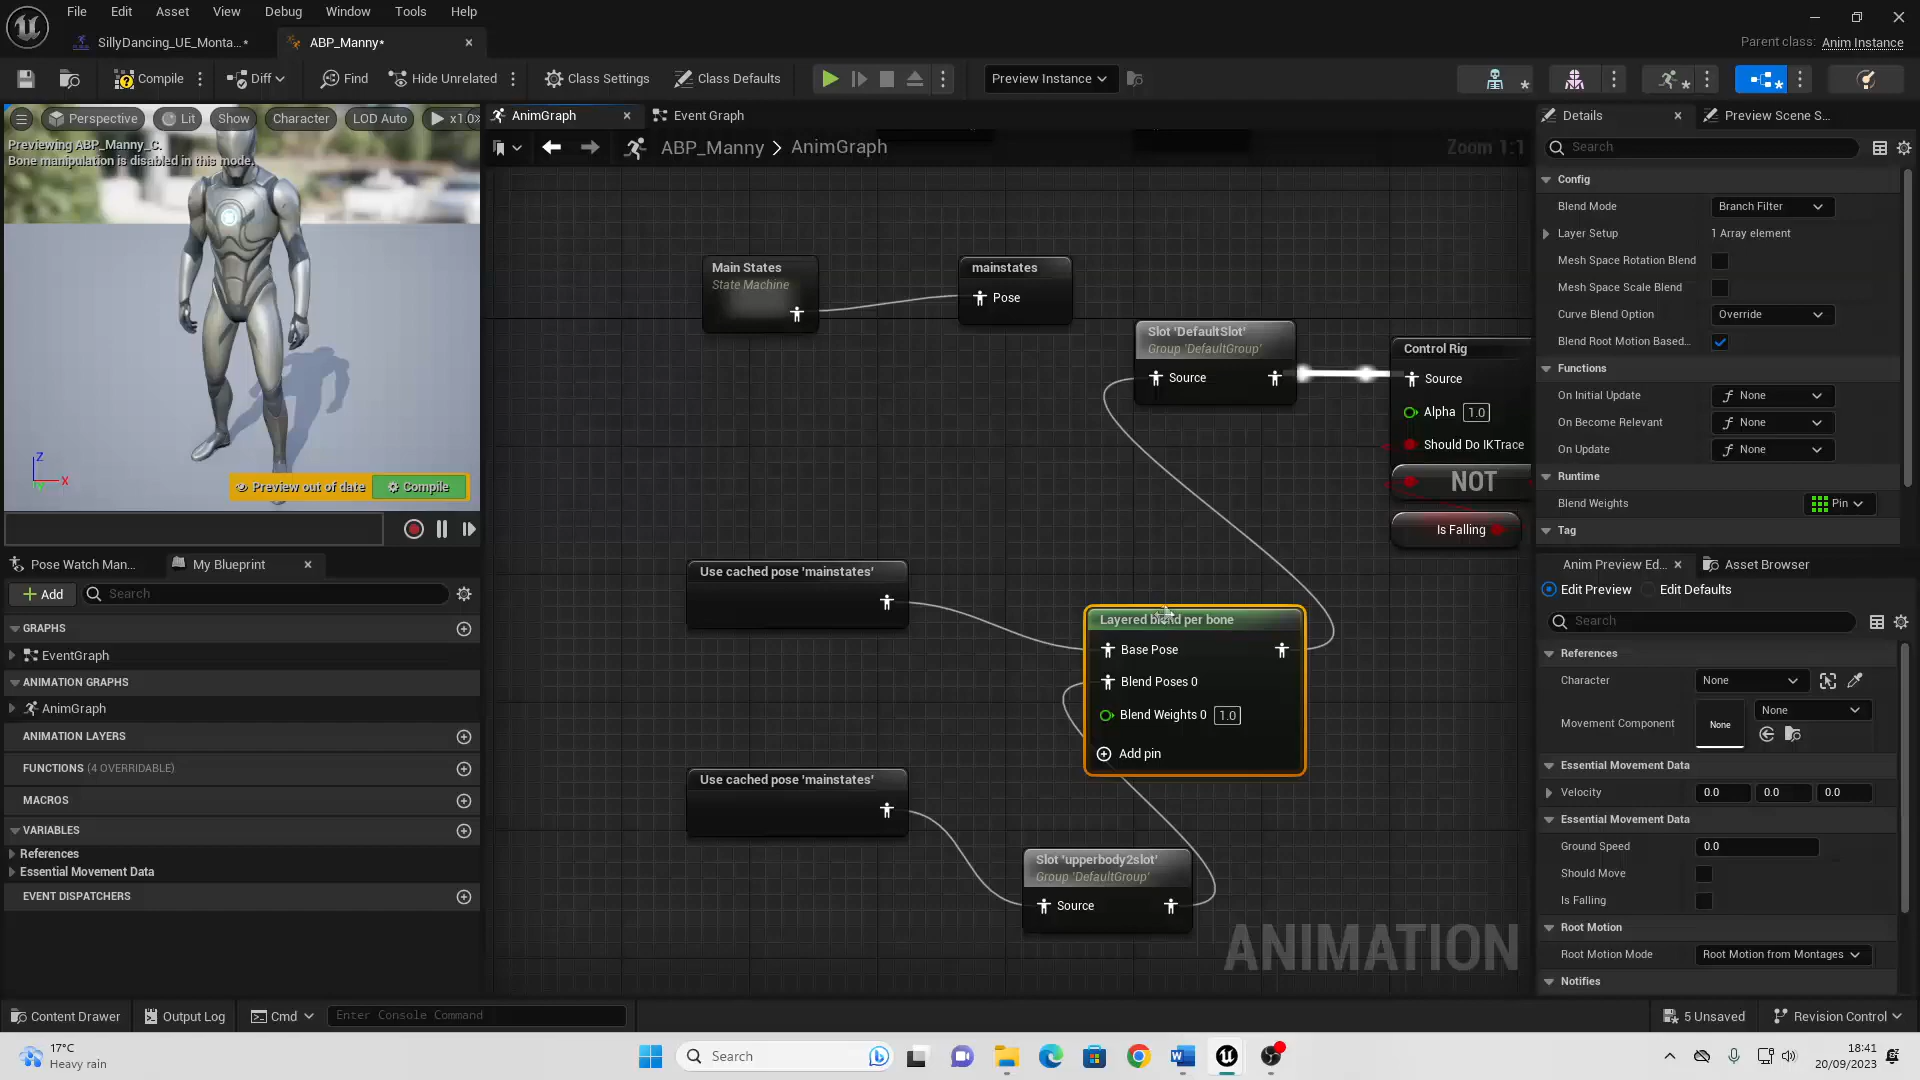 File Edit View Asset Window Debug Tools Help
SillyDancing_UE_Monta...*
ABP_Manny*
Parent class: Anim Instance
Compile
Diff
Find
Hide Unrelated
Class Settings
Class Defaults
Preview Instance
Perspective
Lit
Show
Character
LOD Auto
x1.0
Previewing ABP_Manny_C.
Bone manipulation is disabled in this mode.
Z
X
Preview out of date
Compile
Pose Watch Man...
My Blueprint
Add
Search
GRAPHS
EventGraph
ANIMATION GRAPHS
AnimGraph
ANIMATION LAYERS
FUNCTIONS (4 OVERRIDABLE)
MACROS
VARIABLES
References
Essential Movement Data
EVENT DISPATCHERS
AnimGraph
Event Graph
ABP_Manny > AnimGraph
Zoom 1:1
Main States
State Machine
mainstates
Pose
Slot 'DefaultSlot'
Group 'DefaultGroup'
Source
Control Rig
Source
Alpha 1.0
Should Do IKTrace
NOT
Is Falling
Use cached pose 'mainstates'
Layered blend per bone
Base Pose
Blend Poses 0
Blend Weights 0 1.0
Add pin
Use cached pose 'mainstates'
Slot 'upperbody2slot'
Group 'DefaultGroup'
Source
ANIMATION
Details
Preview Scene S...
Search
Config
Blend Mode Branch Filter
Layer Setup 1 Array element
Mesh Space Rotation Blend
Mesh Space Scale Blend
Curve Blend Option Override
Blend Root Motion Based...
Functions
On Initial Update None
On Become Relevant None
On Update None
Runtime
Blend Weights Pin
Tag
Anim Preview Ed...
Asset Browser
Edit Preview
Edit Defaults
Search
References
Character None
Movement Component None None
Essential Movement Data
Velocity 0.0 0.0 0.0
Essential Movement Data
Ground Speed 0.0
Should Move
Is Falling
Root Motion
Root Motion Mode Root Motion from Montages
Notifies
Content Drawer
Output Log
Cmd
Enter Console Command
5 Unsaved
Revision Control
17°C
Heavy rain
Search
18:41
20/09/2023